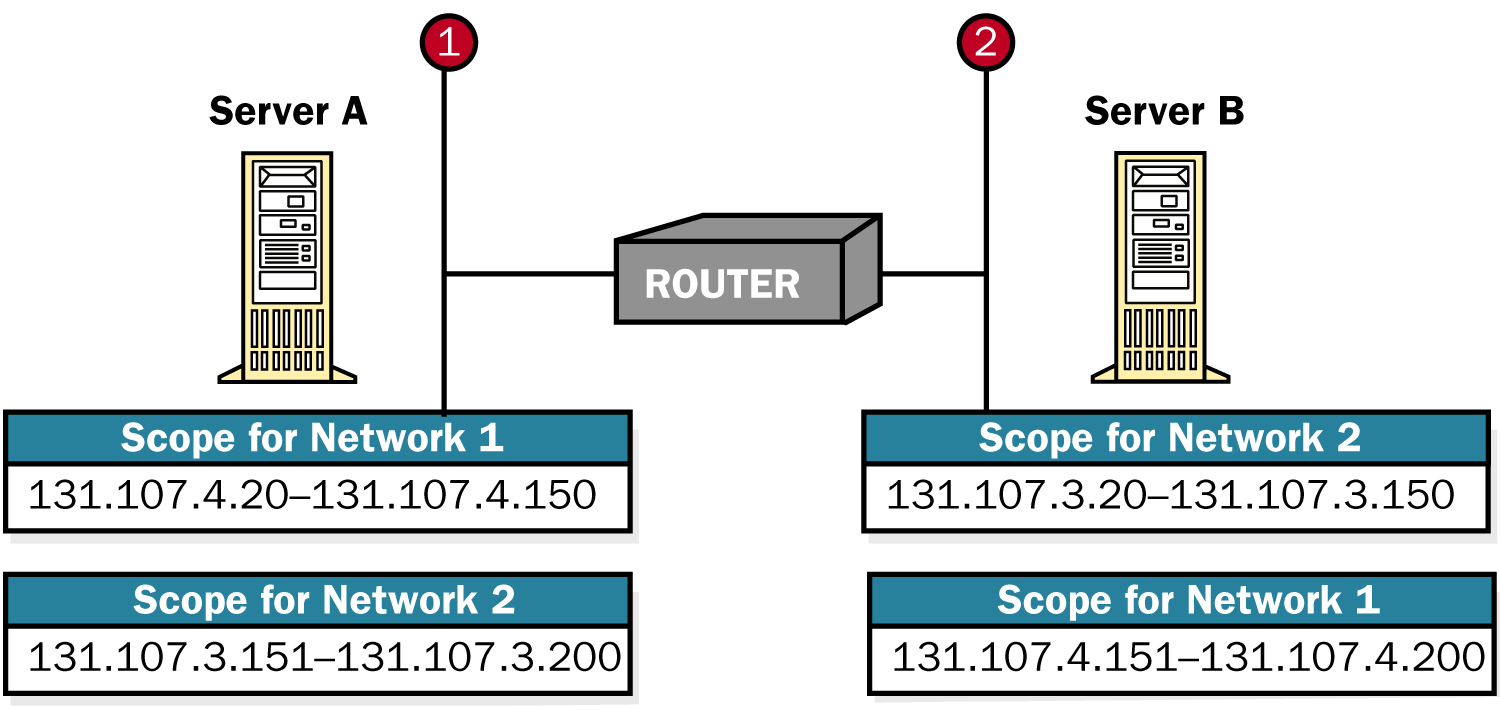 1
2
Server A
Server B
ROUTER
Scope for Network 1
131.107.4.20–131.107.4.150
Scope for Network 2
131.107.3.20–131.107.3.150
Scope for Network 2
131.107.3.151–131.107.3.200
Scope for Network 1
131.107.4.151–131.107.4.200